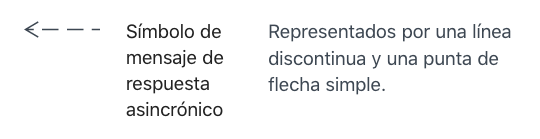 Símbolo de
mensaje de
respuesta
asincrónico
Representados por una línea
discontinua y una punta de
flecha simple.